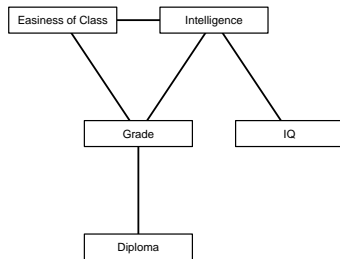 Easiness of Class
Intelligence
Grade
IQ
Diploma